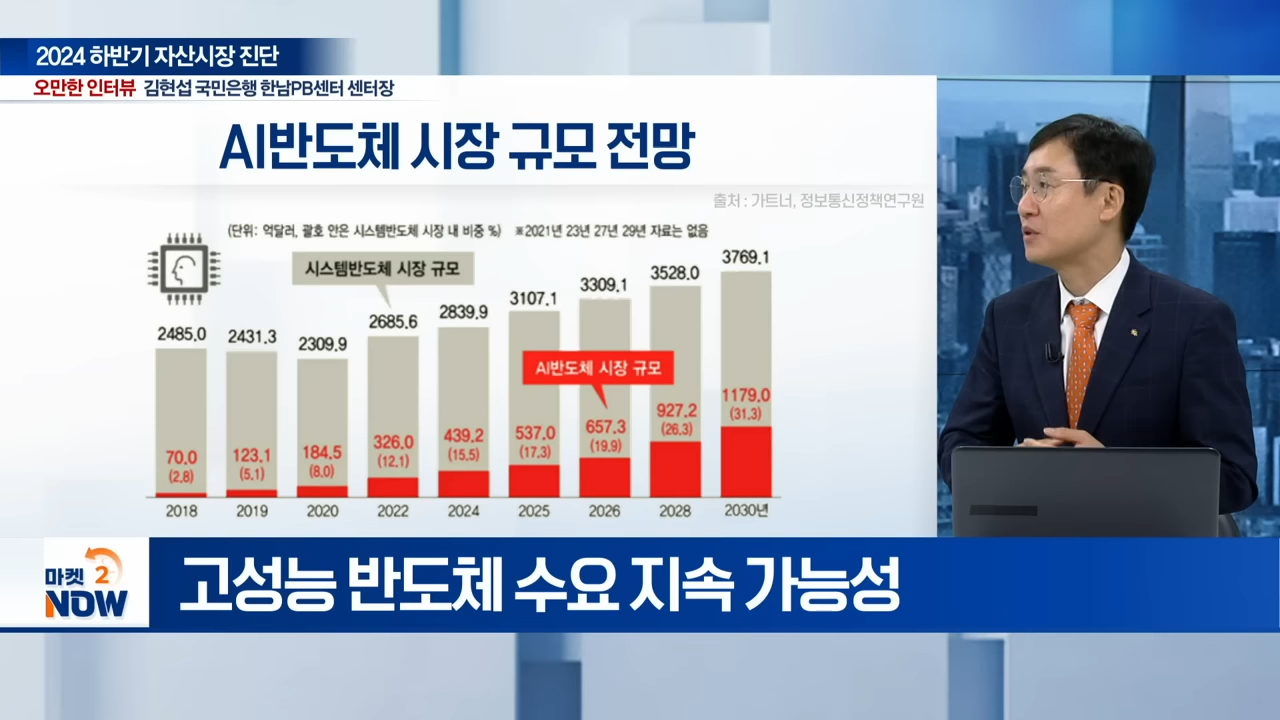 2024 하반기 자산시장 진단
오만한 인터뷰 김현섭 국민은행 한남PB센터 센터장
AI반도체 시장 규모 전망
출처 : 가트너, 정보통신정책연구원
(단위: 억달러, 괄호 안은 시스템반도체 시장 내 비중 %) ※2021년 23년 27년 29년 자료는 없음
시스템반도체 시장 규모
2485.0 2431.3 2309.9 2685.6 2839.9 3107.1 3309.1 3528.0 3769.1
AI반도체 시장 규모
70.0 123.1 184.5 326.0 439.2 537.0 657.3 927.2 1179.0
(2.8) (5.1) (8.0) (12.1) (15.5) (17.3) (19.9) (26.3) (31.3)
2018 2019 2020 2022 2024 2025 2026 2028 2030년
마켓 2
NOW
고성능 반도체 수요 지속 가능성